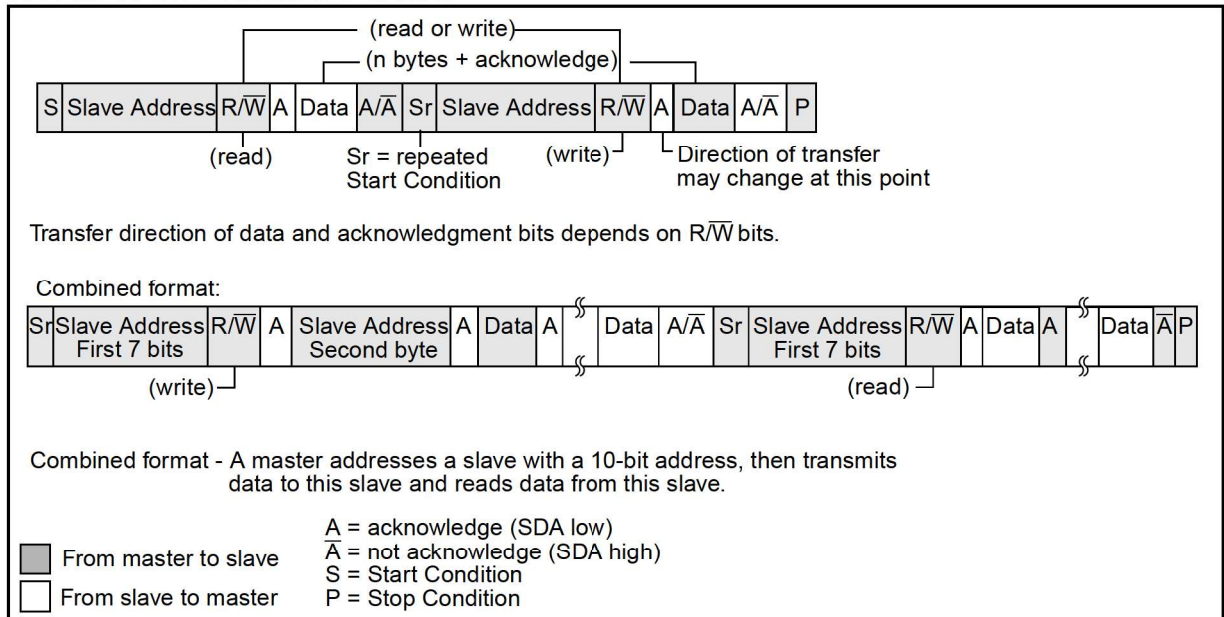 (read or write)
(n bytes + acknowledge)
S Slave Address R/W̅ A Data A/A̅ Sr Slave Address R/W̅ A Data A/A̅ P
(read) Sr = repeated Start Condition (write) Direction of transfer may change at this point
Transfer direction of data and acknowledgment bits depends on R/W̅ bits.
Combined format:
Sr Slave Address First 7 bits R/W̅ A Slave Address Second byte A Data A Data A/A̅ Sr Slave Address First 7 bits R/W̅ A Data A Data A̅ P
(write) (read)
Combined format - A master addresses a slave with a 10-bit address, then transmits
data to this slave and reads data from this slave.
From master to slave
From slave to master
A = acknowledge (SDA low)
A̅ = not acknowledge (SDA high)
S = Start Condition
P = Stop Condition